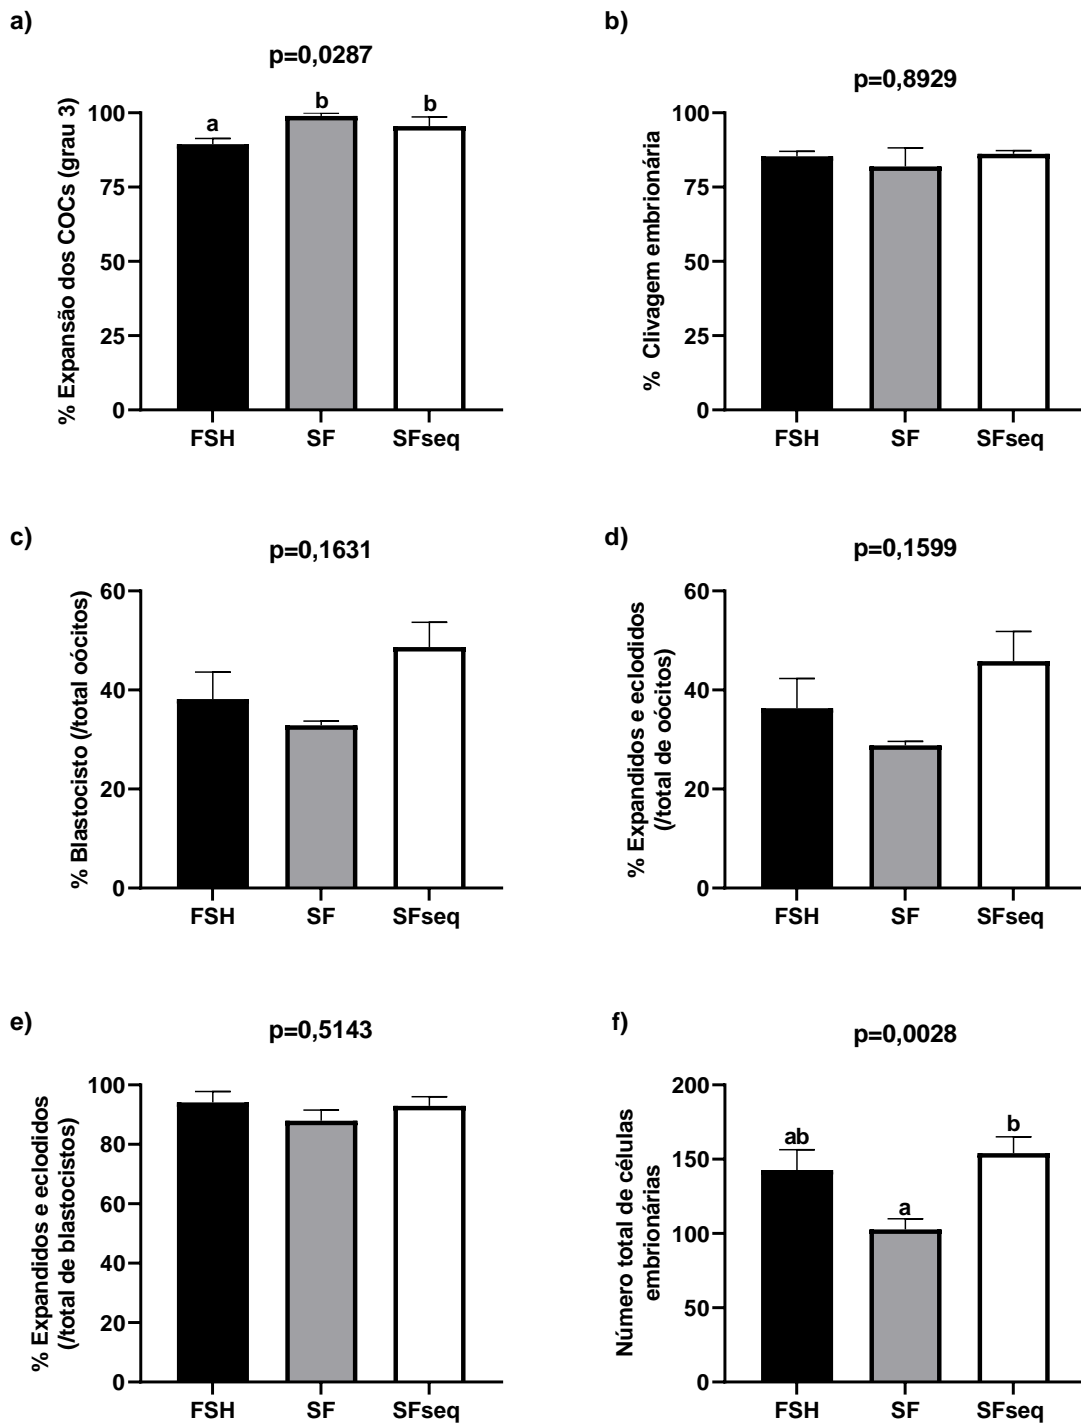 a)
p=0,0287
% Expansão dos COCs (grau 3)
100
75
50
25
0
a
b
b
FSH SF SFseq
b)
p=0,8929
% Clivagem embrionária
100
75
50
25
0
FSH SF SFseq
c)
p=0,1631
% Blastocisto (/total oócitos)
60
40
20
0
FSH SF SFseq
d)
p=0,1599
% Expandidos e eclodidos
(/total de oócitos)
60
40
20
0
FSH SF SFseq
e)
p=0,5143
% Expandidos e eclodidos
(/total de blastocistos)
100
80
60
40
20
0
FSH SF SFseq
f)
p=0,0028
Número total de células
embrionárias
200
150
100
50
0
ab
a
b
FSH SF SFseq